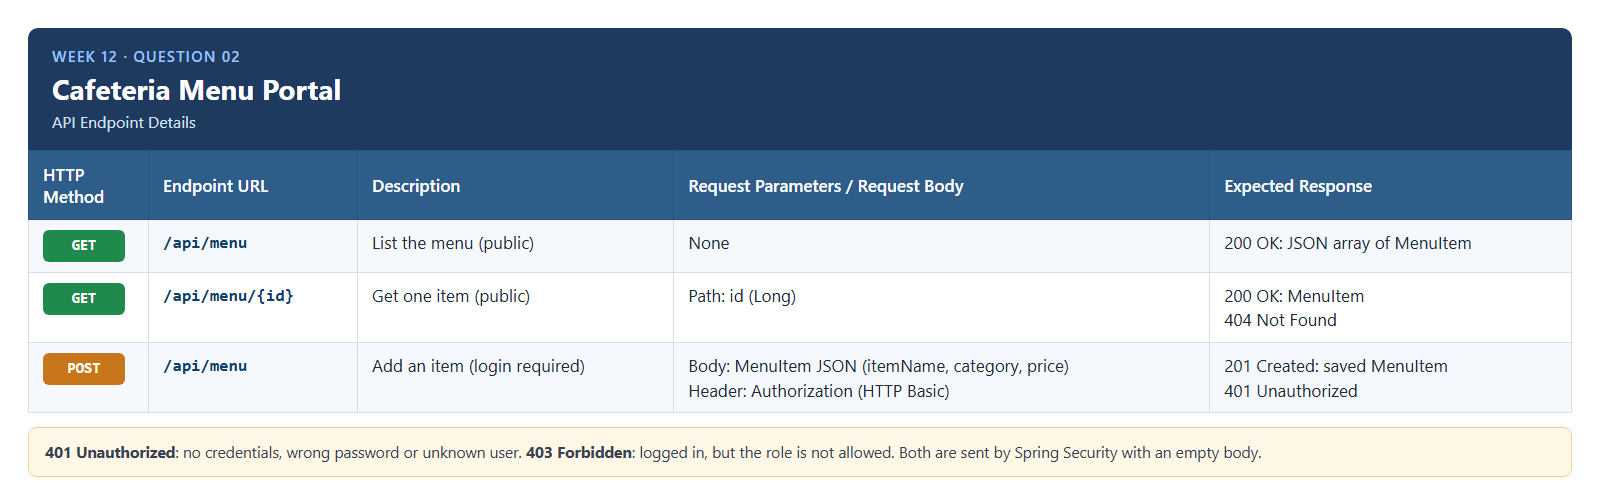 WEEK 12 · QUESTION 02
Cafeteria Menu Portal
API Endpoint Details
HTTP Method
Endpoint URL
Description
Request Parameters / Request Body
Expected Response
GET
/api/menu
List the menu (public)
None
200 OK: JSON array of MenuItem
GET
/api/menu/{id}
Get one item (public)
Path: id (Long)
200 OK: MenuItem
404 Not Found
POST
/api/menu
Add an item (login required)
Body: MenuItem JSON (itemName, category, price)
Header: Authorization (HTTP Basic)
201 Created: saved MenuItem
401 Unauthorized
401 Unauthorized: no credentials, wrong password or unknown user. 403 Forbidden: logged in, but the role is not allowed. Both are sent by Spring Security with an empty body.